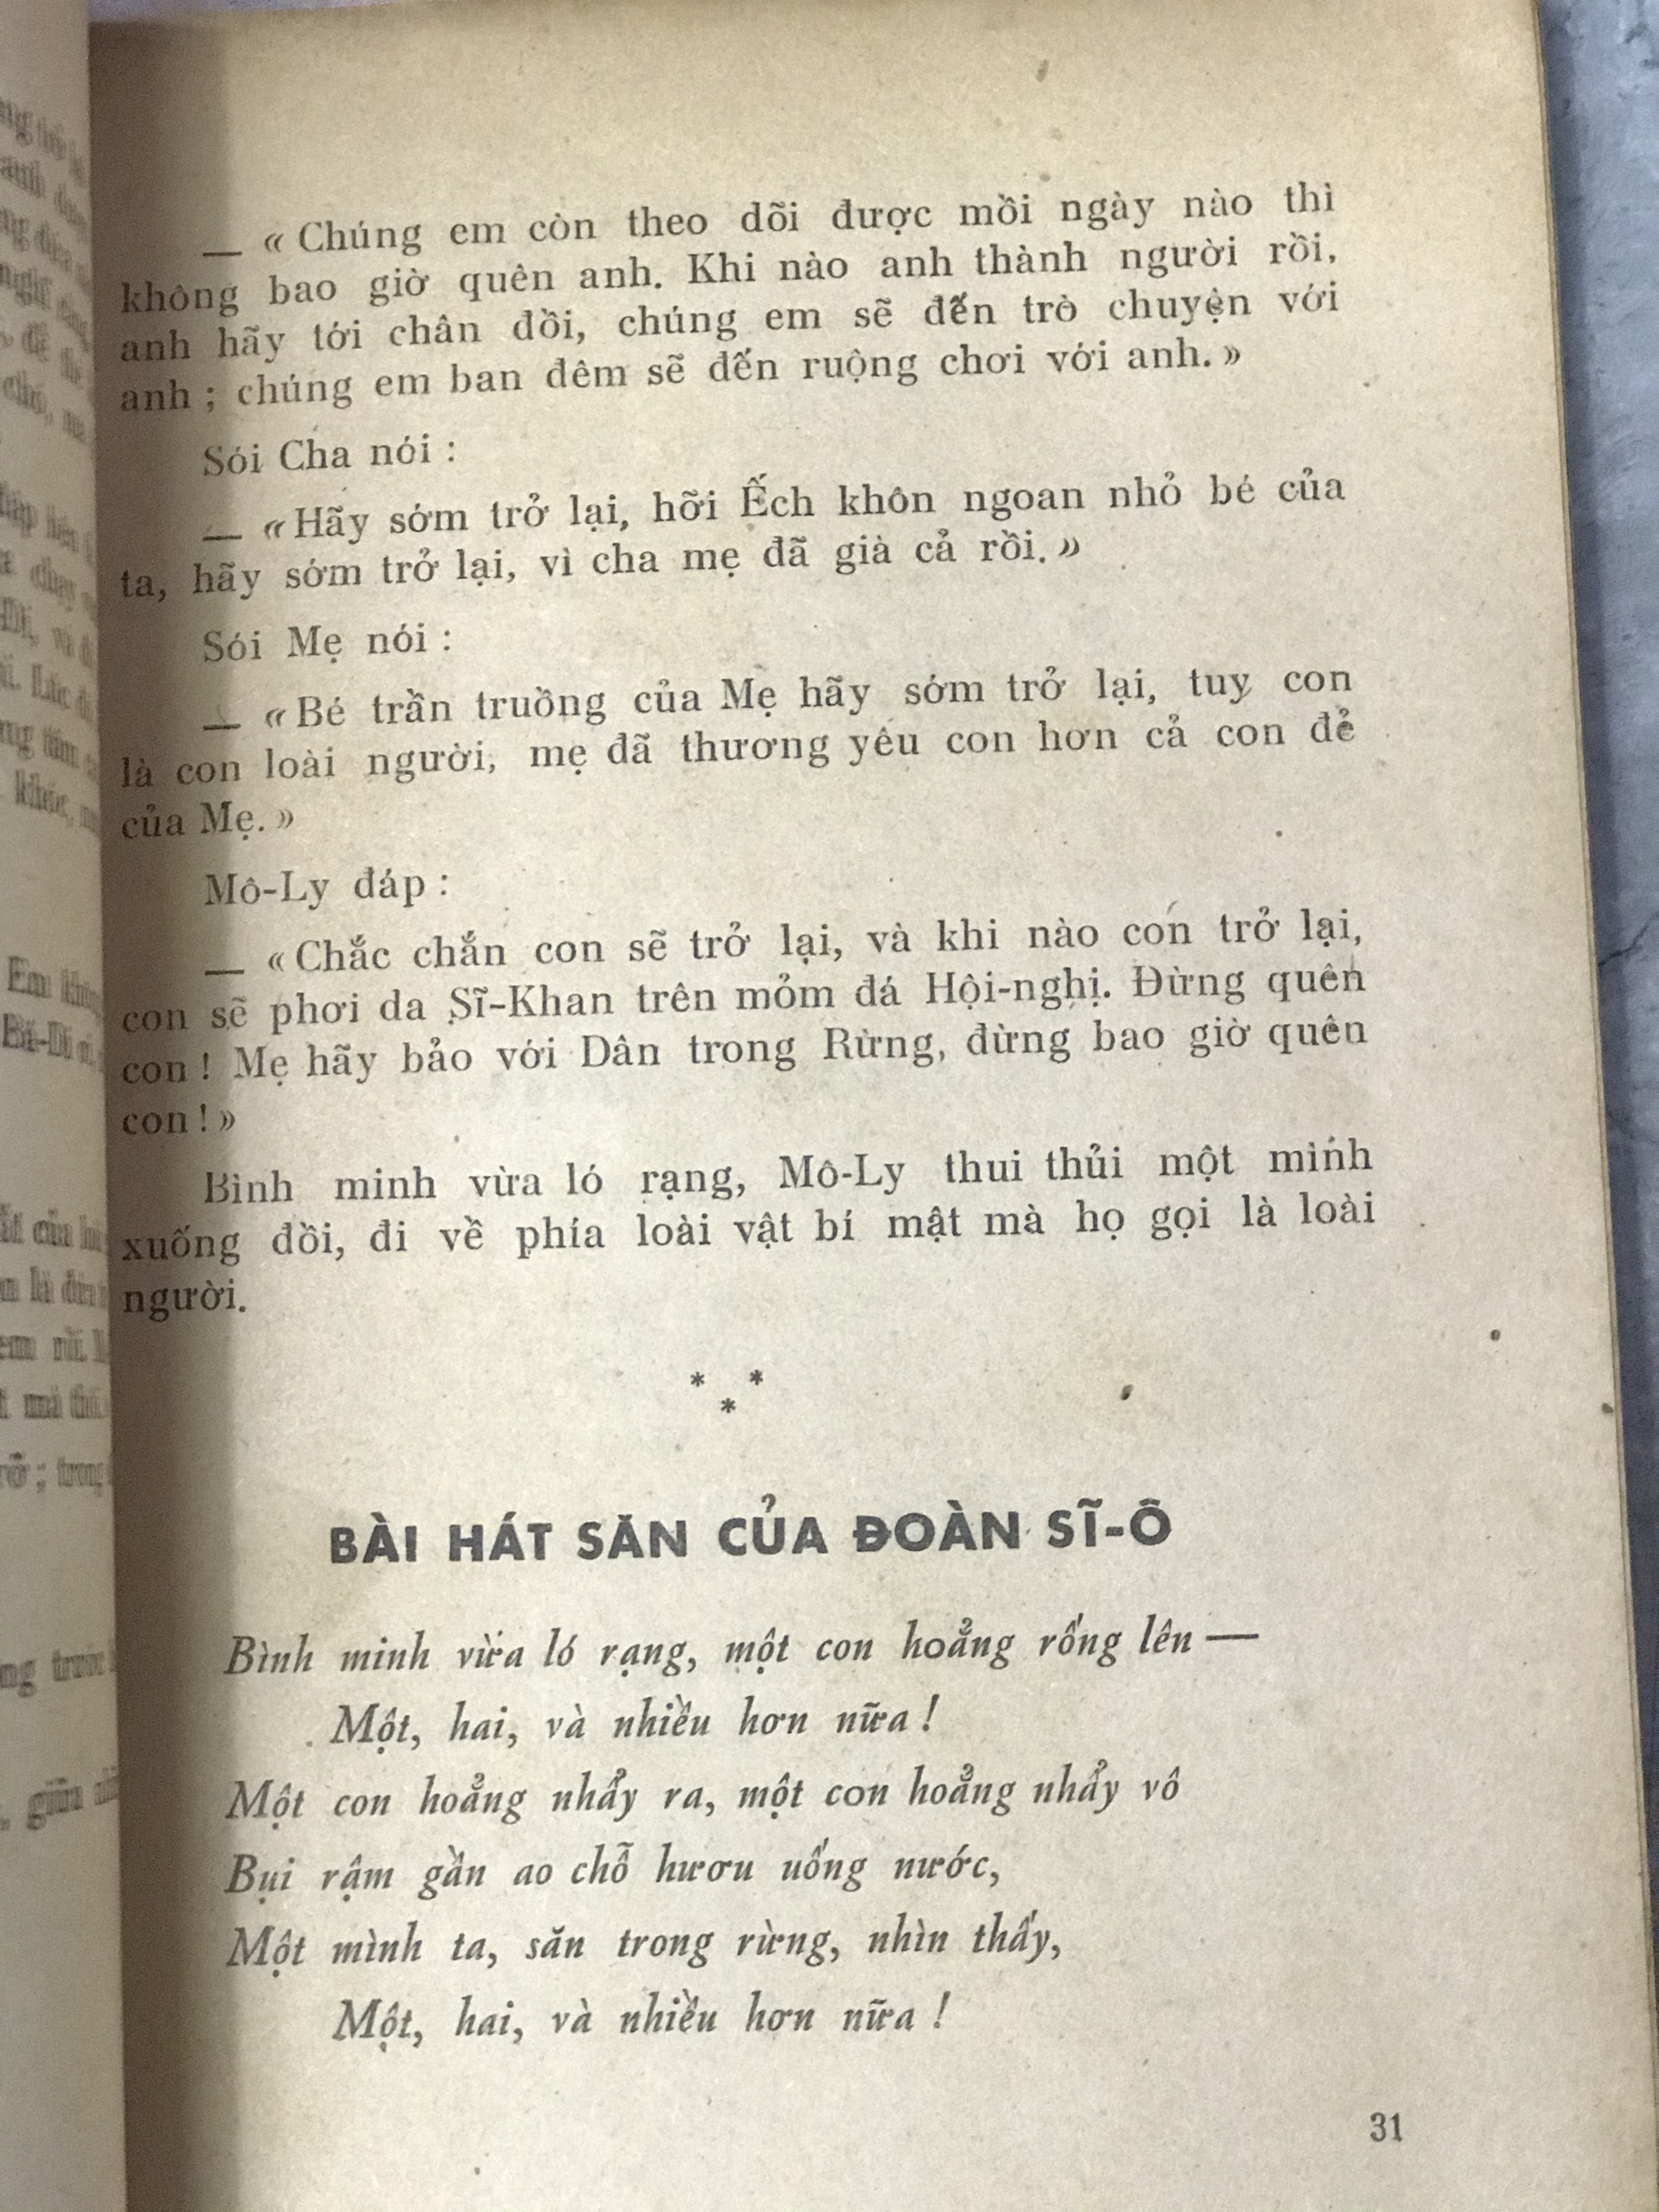 — « Chúng em còn theo dõi được mồi ngày nào thì
không bao giờ quên anh. Khi nào anh thành người rồi,
anh hãy tới chân đồi, chúng em sẽ đến trò chuyện với
anh ; chúng em ban đêm sẽ đến ruộng chơi với anh. »
Sói Cha nói :
— « Hãy sớm trở lại, hỡi Ếch khôn ngoan nhỏ bé của
ta, hãy sớm trở lại, vì cha mẹ đã già cả rồi. »
Sói Mẹ nói :
— « Bé trần truồng của Mẹ hãy sớm trở lại, tuy con
là con loài người, mẹ đã thương yêu con hơn cả con đẻ
của Mẹ. »
Mô-Ly đáp :
— « Chắc chắn con sẽ trở lại, và khi nào con trở lại,
con sẽ phơi da Sĩ-Khan trên mỏm đá Hội-nghị. Đừng quên
con ! Mẹ hãy bảo với Dân trong Rừng, đừng bao giờ quên
con ! »
Bình minh vừa ló rạng, Mô-Ly thui thủi một mình
xuống đồi, đi về phía loài vật bí mật mà họ gọi là loài
người.
* *
*
BÀI HÁT SĂN CỦA ĐOÀN SĨ-Ô
Bình minh vừa ló rạng, một con hoẵng rống lên —
Một, hai, và nhiều hơn nữa !
Một con hoẵng nhẩy ra, một con hoẵng nhẩy vô
Bụi rậm gần ao chỗ hươu uống nước,
Một mình ta, săn trong rừng, nhìn thấy,
Một, hai, và nhiều hơn nữa !
31